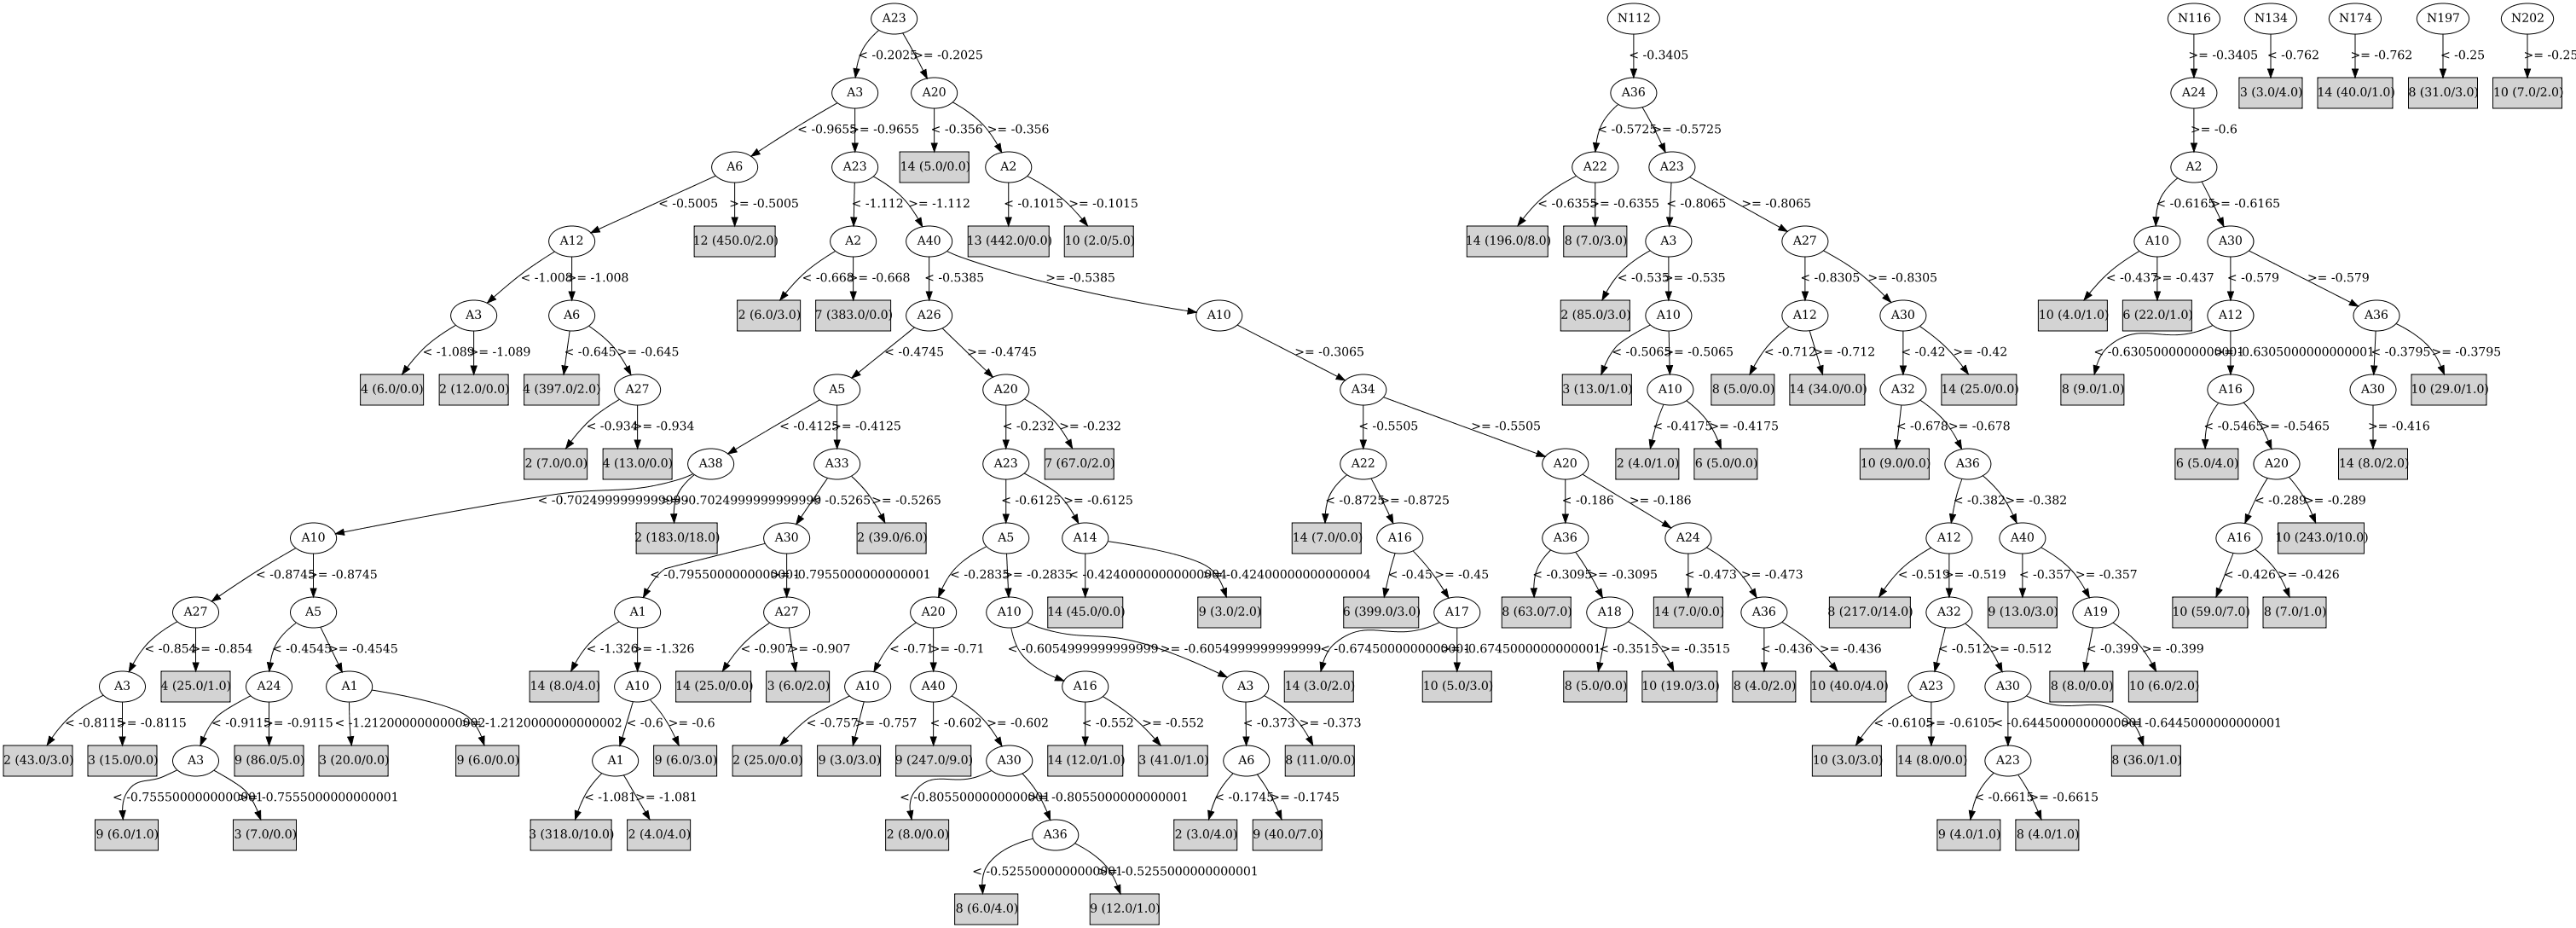 A23 N112 N116 N134 N174 N197 N202
< -0.2025 >= -0.2025 < -0.3405 >= -0.3405 < -0.762 >= -0.762 < -0.25 >= -0.25
A3 A20 A36 A24 3 (3.0/4.0) 14 (40.0/1.0) 8 (31.0/3.0) 10 (7.0/2.0)
< -0.9655 >= -0.9655 < -0.356 >= -0.356 < -0.5725 >= -0.5725 >= -0.6
A6 A23 14 (5.0/0.0) A2 A22 A23 A2
< -0.5005 >= -0.5005 < -1.112 >= -1.112 < -0.1015 >= -0.1015 < -0.6355 >= -0.6355 < -0.8065 >= -0.8065 < -0.6165 >= -0.6165
A12 12 (450.0/2.0) A2 A40 13 (442.0/0.0) 10 (2.0/5.0) 14 (196.0/8.0) 8 (7.0/3.0) A3 A27 A10 A30
< -1.008 >= -1.008 < -0.668 >= -0.668 < -0.5385 >= -0.5385 < -0.535 >= -0.535 < -0.8305 >= -0.8305 < -0.437 >= -0.437 < -0.579 >= -0.579
A3 A6 2 (6.0/3.0) 7 (383.0/0.0) A26 A10 2 (85.0/3.0) A10 A12 A30 10 (4.0/1.0) 6 (22.0/1.0) A12 A36
< -1.089 >= -1.089 < -0.645 >= -0.645 < -0.4745 >= -0.4745 >= -0.3065 < -0.5065 >= -0.5065 < -0.712 >= -0.712 < -0.42 >= -0.42 < -0.6305000000000001 >= -0.6305000000000001 < -0.3795 >= -0.3795
4 (6.0/0.0) 2 (12.0/0.0) 4 (397.0/2.0) A27 A5 A20 A34 3 (13.0/1.0) A10 8 (5.0/0.0) 14 (34.0/0.0) A32 14 (25.0/0.0) 8 (9.0/1.0) A16 A30 10 (29.0/1.0)
< -0.934 >= -0.934 < -0.4125 >= -0.4125 < -0.232 >= -0.232 < -0.5505 >= -0.5505 < -0.4175 >= -0.4175 < -0.678 >= -0.678 < -0.5465 >= -0.5465 >= -0.416
2 (7.0/0.0) 4 (13.0/0.0) A38 A33 A23 7 (67.0/2.0) A22 A20 2 (4.0/1.0) 6 (5.0/0.0) 10 (9.0/0.0) A36 6 (5.0/4.0) A20 14 (8.0/2.0)
< -0.7024999999999999 >= -0.7024999999999999 < -0.5265 >= -0.5265 < -0.6125 >= -0.6125 < -0.8725 >= -0.8725 < -0.186 >= -0.186 < -0.382 >= -0.382 < -0.289 >= -0.289
A10 2 (183.0/18.0) A30 2 (39.0/6.0) A5 A14 14 (7.0/0.0) A16 A36 A24 A12 A40 A16 10 (243.0/10.0)
< -0.8745 >= -0.8745 < -0.7955000000000001 >= -0.7955000000000001 < -0.2835 >= -0.2835 < -0.42400000000000004 >= -0.42400000000000004 < -0.45 >= -0.45 < -0.3095 >= -0.3095 < -0.473 >= -0.473 < -0.519 >= -0.519 < -0.357 >= -0.357 < -0.426 >= -0.426
A27 A5 A1 A27 A20 A10 14 (45.0/0.0) 9 (3.0/2.0) 6 (399.0/3.0) A17 8 (63.0/7.0) A18 14 (7.0/0.0) A36 8 (217.0/14.0) A32 9 (13.0/3.0) A19 10 (59.0/7.0) 8 (7.0/1.0)
< -0.854 >= -0.854 < -0.4545 >= -0.4545 < -1.326 >= -1.326 < -0.907 >= -0.907 < -0.71 >= -0.71 < -0.6054999999999999 >= -0.6054999999999999 < -0.6745000000000001 >= -0.6745000000000001 < -0.3515 >= -0.3515 < -0.436 >= -0.436 < -0.512 >= -0.512 < -0.399 >= -0.399
A3 4 (25.0/1.0) A24 A1 14 (8.0/4.0) A10 14 (25.0/0.0) 3 (6.0/2.0) A10 A40 A16 A3 14 (3.0/2.0) 10 (5.0/3.0) 8 (5.0/0.0) 10 (19.0/3.0) 8 (4.0/2.0) 10 (40.0/4.0) A23 A30 8 (8.0/0.0) 10 (6.0/2.0)
< -0.8115 >= -0.8115 < -0.9115 >= -0.9115 < -1.2120000000000002 >= -1.2120000000000002 < -0.6 >= -0.6 < -0.757 >= -0.757 < -0.602 >= -0.602 < -0.552 >= -0.552 < -0.373 >= -0.373 < -0.6105 >= -0.6105 < -0.6445000000000001 >= -0.6445000000000001
2 (43.0/3.0) 3 (15.0/0.0) A3 9 (86.0/5.0) 3 (20.0/0.0) 9 (6.0/0.0) A1 9 (6.0/3.0) 2 (25.0/0.0) 9 (3.0/3.0) 9 (247.0/9.0) A30 14 (12.0/1.0) 3 (41.0/1.0) A6 8 (11.0/0.0) 10 (3.0/3.0) 14 (8.0/0.0) A23 8 (36.0/1.0)
< -0.7555000000000001 >= -0.7555000000000001 < -1.081 >= -1.081 < -0.8055000000000001 >= -0.8055000000000001 < -0.1745 >= -0.1745 < -0.6615 >= -0.6615
9 (6.0/1.0) 3 (7.0/0.0) 3 (318.0/10.0) 2 (4.0/4.0) 2 (8.0/0.0) A36 2 (3.0/4.0) 9 (40.0/7.0) 9 (4.0/1.0) 8 (4.0/1.0)
< -0.5255000000000001 >= -0.5255000000000001
8 (6.0/4.0) 9 (12.0/1.0)